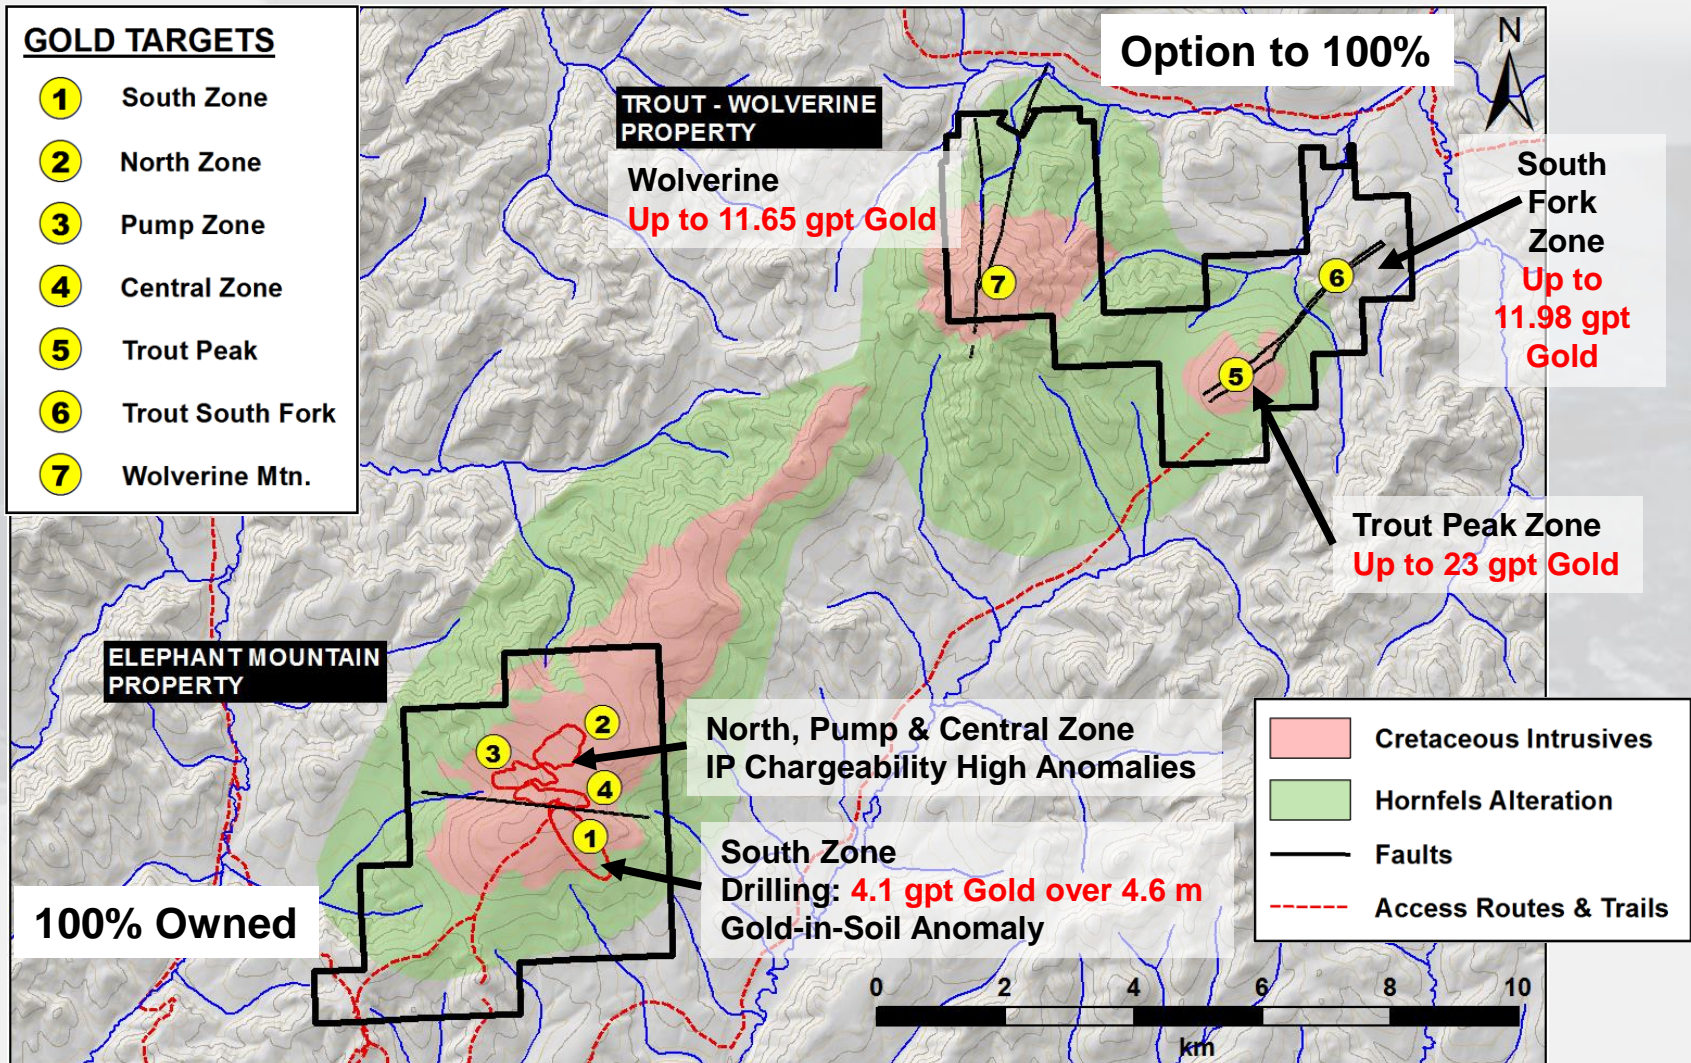 GOLD TARGETS
1 South Zone
2 North Zone
3 Pump Zone
4 Central Zone
5 Trout Peak
6 Trout South Fork
7 Wolverine Mtn.
Option to 100%
N
TROUT - WOLVERINE
PROPERTY
Wolverine
Up to 11.65 gpt Gold
South
Fork
Zone
Up to
11.98 gpt
Gold
7
6
5
Trout Peak Zone
Up to 23 gpt Gold
ELEPHANT MOUNTAIN
PROPERTY
2
3
4
1
North, Pump & Central Zone
IP Chargeability High Anomalies
South Zone
Drilling: 4.1 gpt Gold over 4.6 m
Gold-in-Soil Anomaly
100% Owned
Cretaceous Intrusives
Hornfels Alteration
Faults
Access Routes & Trails
0 2 4 6 8 10
km